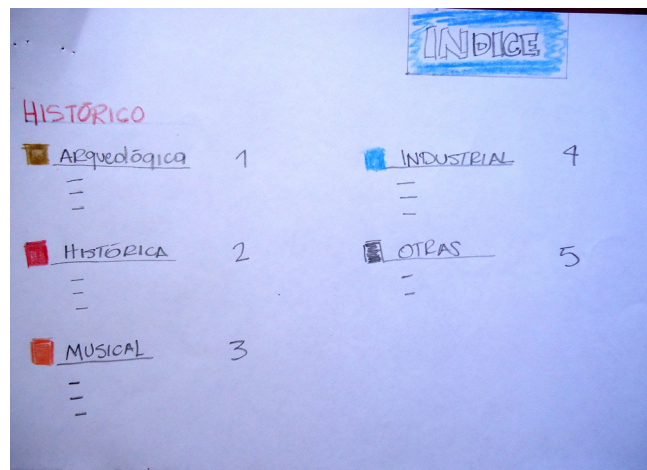 INDICE
HISTÓRICO
ARqueológica 1
HISTÓRICA 2
MUSICAL 3
INDUSTRIAL 4
OTRAS 5